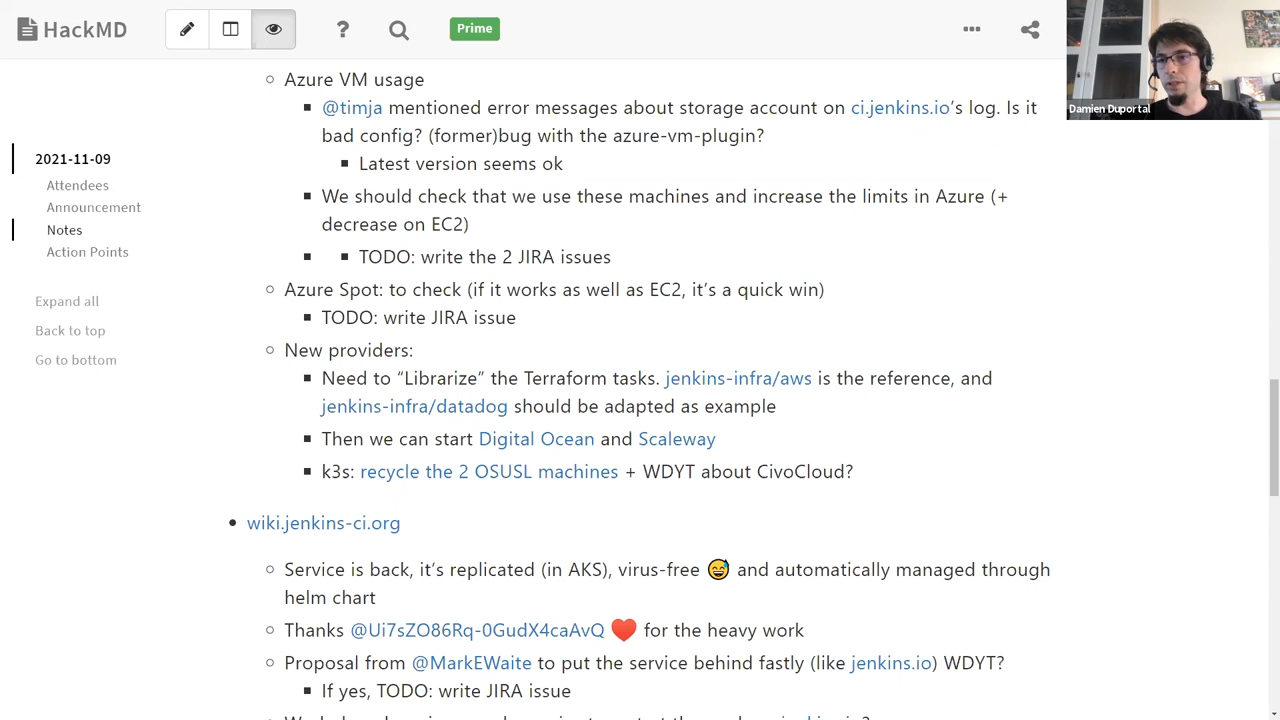 HackMD
Prime
Damien Duportal
2021-11-09
Attendees
Announcement
Notes
Action Points
Expand all
Back to top
Go to bottom
Azure VM usage
@timja mentioned error messages about storage account on ci.jenkins.io's log. Is it
bad config? (former)bug with the azure-vm-plugin?
Latest version seems ok
We should check that we use these machines and increase the limits in Azure (+
decrease on EC2)
TODO: write the 2 JIRA issues
Azure Spot: to check (if it works as well as EC2, it's a quick win)
TODO: write JIRA issue
New providers:
Need to “Librarize” the Terraform tasks. jenkins-infra/aws is the reference, and
jenkins-infra/datadog should be adapted as example
Then we can start Digital Ocean and Scaleway
k3s: recycle the 2 OSUSL machines + WDYT about CivoCloud?
wiki.jenkins-ci.org
Service is back, it's replicated (in AKS), virus-free 😅 and automatically managed through
helm chart
Thanks @Ui7sZO86Rq-0GudX4caAvQ ❤️ for the heavy work
Proposal from @MarkEWaite to put the service behind fastly (like jenkins.io) WDYT?
If yes, TODO: write JIRA issue